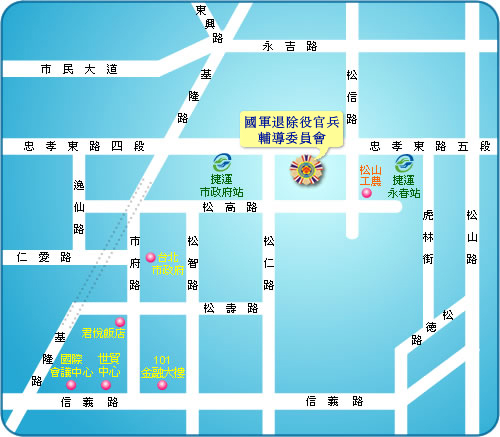 東興路
永吉路
市民大道
基隆路
松信路
國軍退除役官兵
輔導委員會
忠孝東路四段
忠孝東路五段
捷運
市政府站
松山
工農
捷運
永春站
逸仙路
松高路
虎林街
松山路
仁愛路
市府路
台北
市政府
松智路
松仁路
松壽路
松德路
基隆路
君悅飯店
國際
會議中心
世貿
中心
101
金融大樓
信義路
信義路